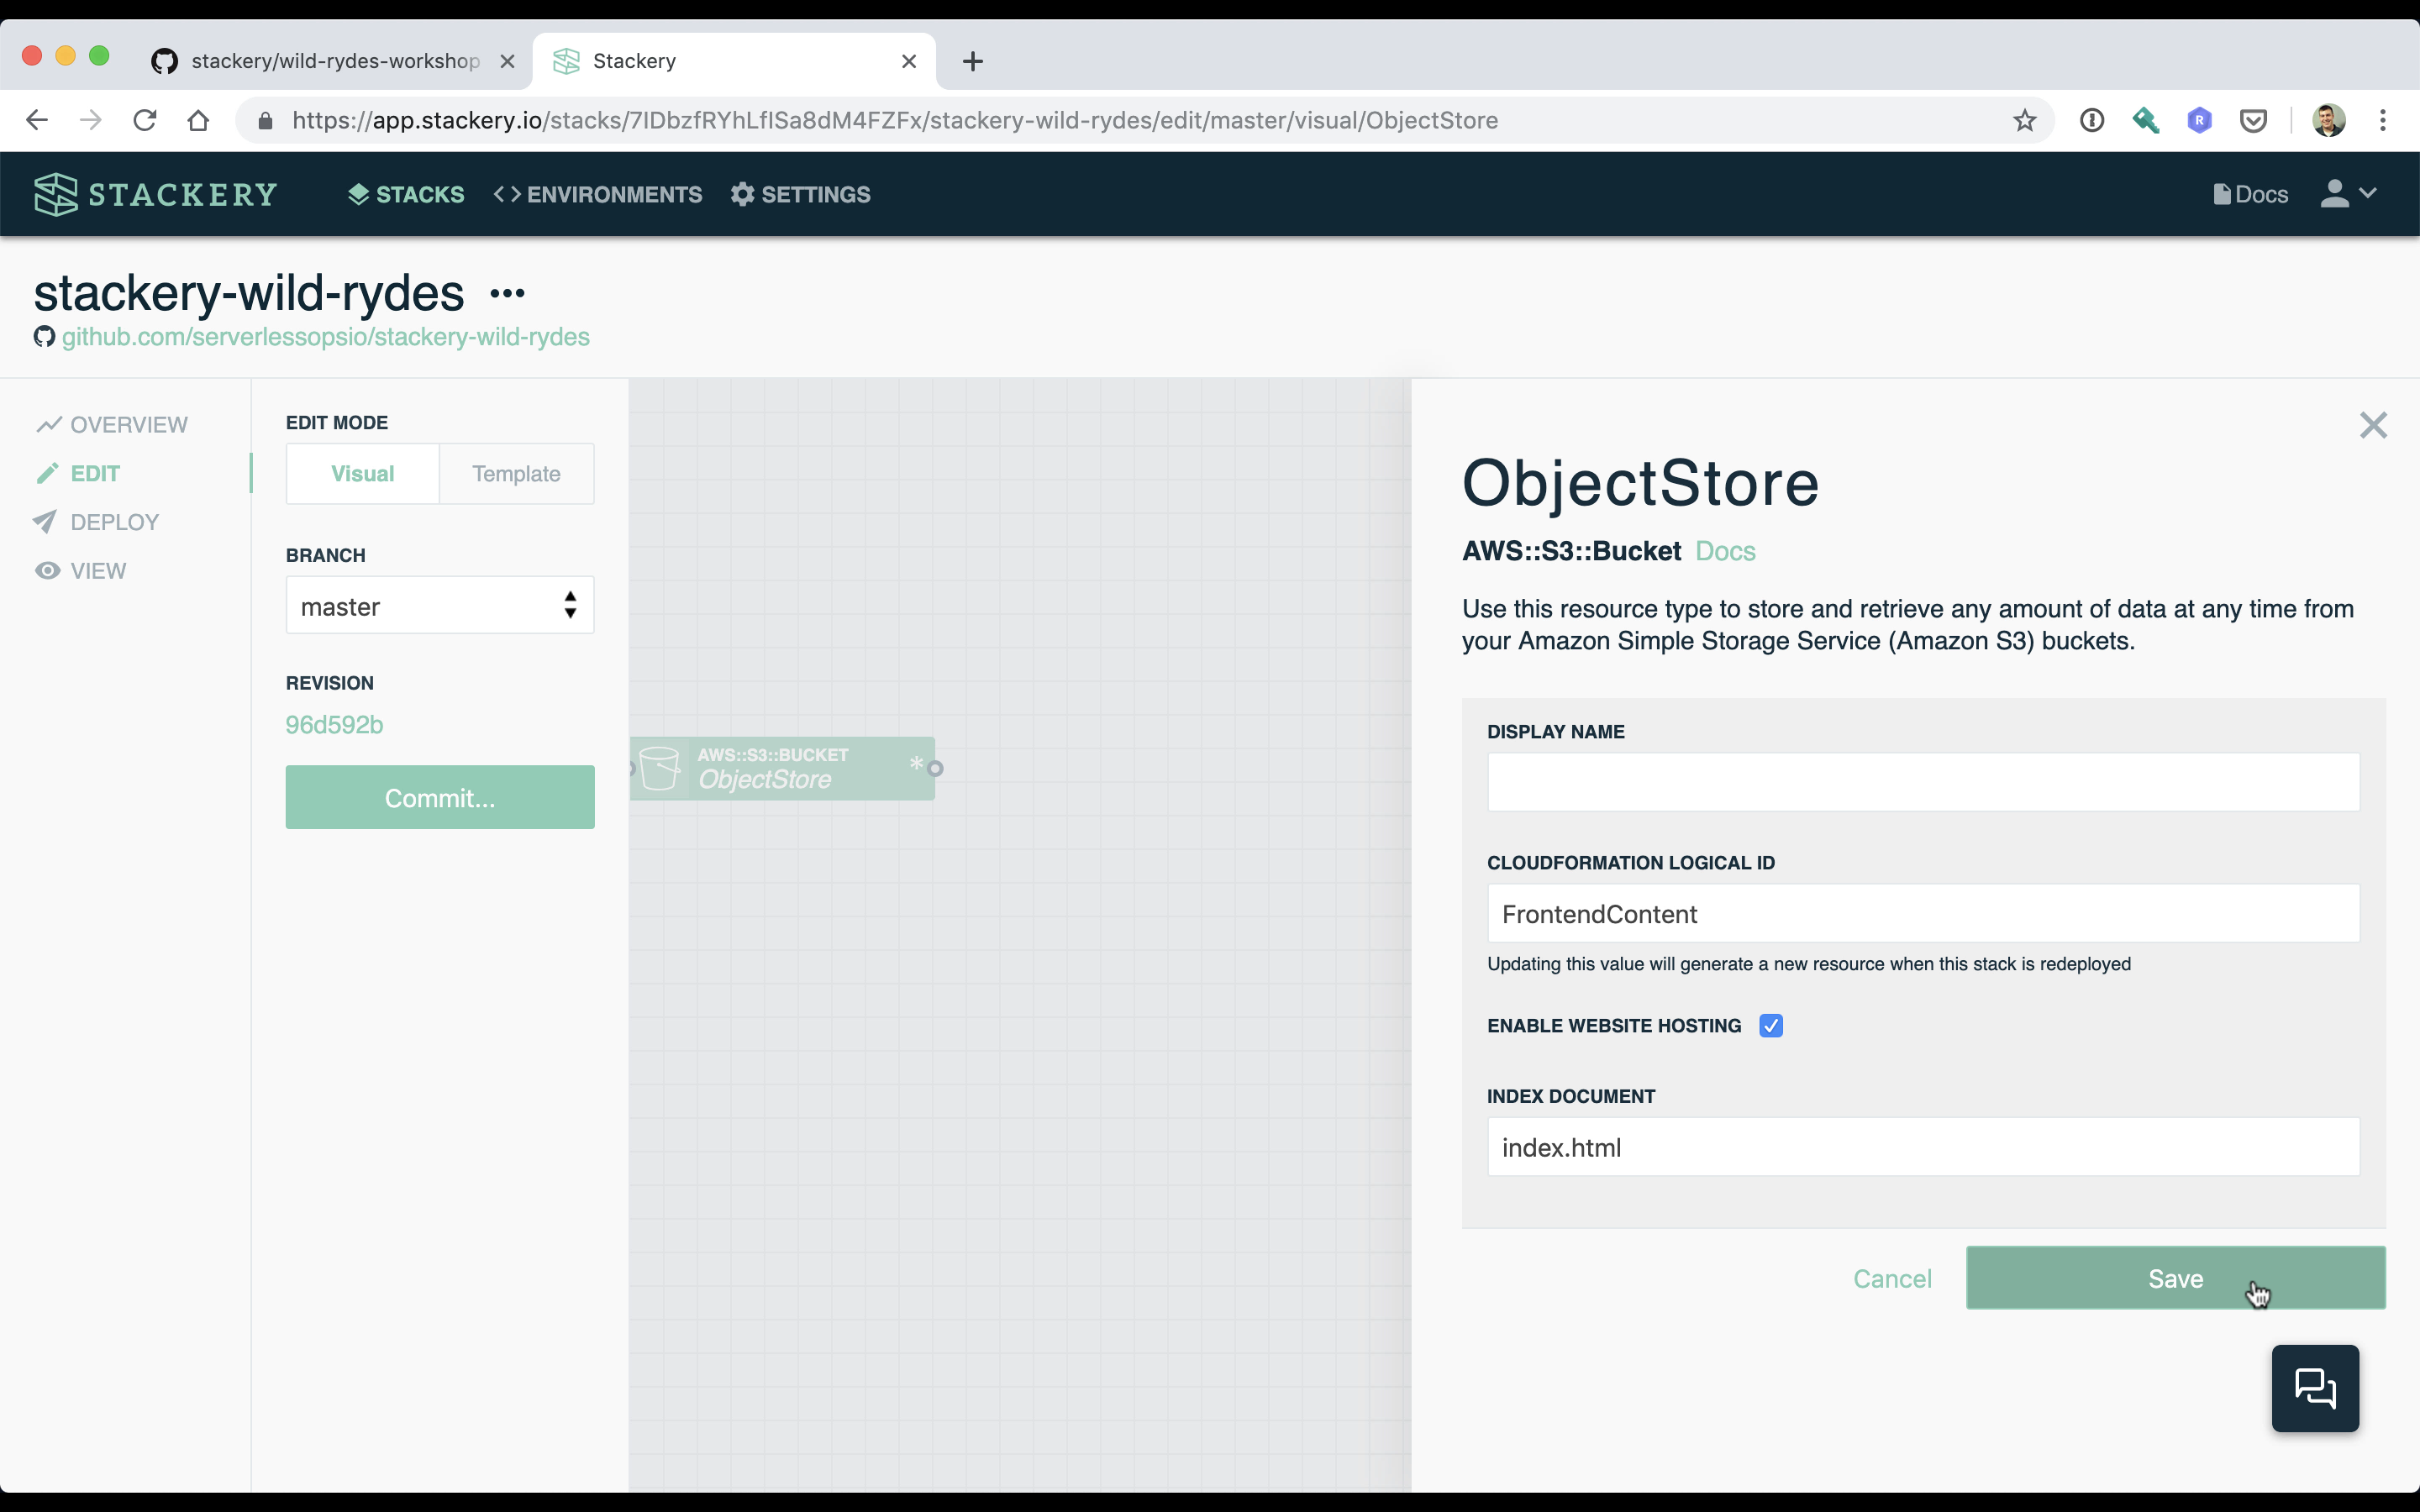 stackery/wild-rydes-workshop
Stackery
https://app.stackery.io/stacks/7IDbzfRYhLfISa8dM4FZFx/stackery-wild-rydes/edit/master/visual/ObjectStore
R
STACKERY
STACKS
ENVIRONMENTS
SETTINGS
Docs
stackery-wild-rydes
github.com/serverlessopsio/stackery-wild-rydes
OVERVIEW
EDIT
DEPLOY
VIEW
EDIT MODE
Visual
Template
BRANCH
master
REVISION
96d592b
Commit...
AWS::S3::BUCKET
ObjectStore
*
ObjectStore
AWS::S3::Bucket Docs
Use this resource type to store and retrieve any amount of data at any time from
your Amazon Simple Storage Service (Amazon S3) buckets.
DISPLAY NAME
CLOUDFORMATION LOGICAL ID
FrontendContent
Updating this value will generate a new resource when this stack is redeployed
ENABLE WEBSITE HOSTING
INDEX DOCUMENT
index.html
Cancel
Save